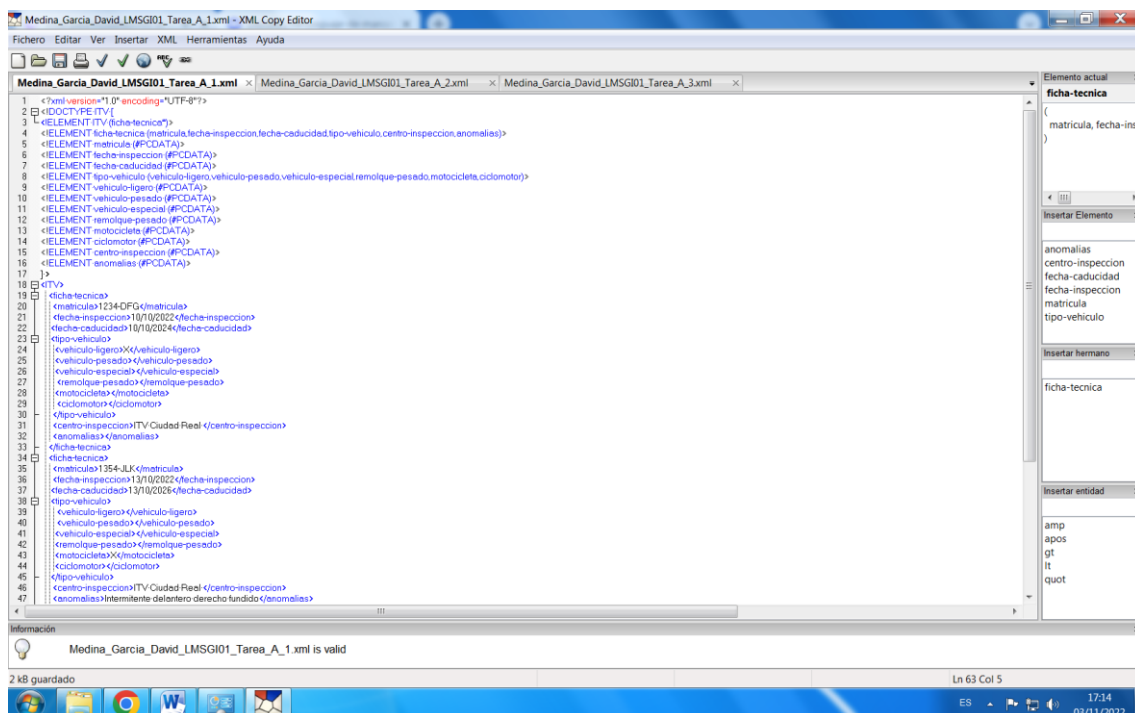 Medina_Garcia_David_LMSGI01_Tarea_A_1.xml - XML Copy Editor
Fichero Editar Ver Insertar XML Herramientas Ayuda
Medina_Garcia_David_LMSGI01_Tarea_A_1.xml × Medina_Garcia_David_LMSGI01_Tarea_A_2.xml × Medina_Garcia_David_LMSGI01_Tarea_A_3.xml ×
1 <?xml version="1.0" encoding="UTF-8"?>
2 <!DOCTYPE ITV [
3 <!ELEMENT ITV (ficha-tecnica*)>
4 <!ELEMENT ficha-tecnica (matricula,fecha-inspeccion,fecha-caducidad,tipo-vehiculo,centro-inspeccion,anomalias)>
5 <!ELEMENT matricula (#PCDATA)>
6 <!ELEMENT fecha-inspeccion (#PCDATA)>
7 <!ELEMENT fecha-caducidad (#PCDATA)>
8 <!ELEMENT tipo-vehiculo (vehiculo-ligero,vehiculo-pesado,vehiculo-especial,remolque-pesado,motocicleta,ciclomotor)>
9 <!ELEMENT vehiculo-ligero (#PCDATA)>
10 <!ELEMENT vehiculo-pesado (#PCDATA)>
11 <!ELEMENT vehiculo-especial (#PCDATA)>
12 <!ELEMENT remolque-pesado (#PCDATA)>
13 <!ELEMENT motocicleta (#PCDATA)>
14 <!ELEMENT ciclomotor (#PCDATA)>
15 <!ELEMENT centro-inspeccion (#PCDATA)>
16 <!ELEMENT anomalias (#PCDATA)>
17 ]>
18 <ITV>
19 <ficha-tecnica>
20 <matricula>1234-DFG</matricula>
21 <fecha-inspeccion>10/10/2022</fecha-inspeccion>
22 <fecha-caducidad>10/10/2024</fecha-caducidad>
23 <tipo-vehiculo>
24 <vehiculo-ligero>X</vehiculo-ligero>
25 <vehiculo-pesado></vehiculo-pesado>
26 <vehiculo-especial></vehiculo-especial>
27 <remolque-pesado></remolque-pesado>
28 <motocicleta></motocicleta>
29 <ciclomotor></ciclomotor>
30 </tipo-vehiculo>
31 <centro-inspeccion>ITV Ciudad Real </centro-inspeccion>
32 <anomalias></anomalias>
33 </ficha-tecnica>
34 <ficha-tecnica>
35 <matricula>1354-JLK</matricula>
36 <fecha-inspeccion>13/10/2022</fecha-inspeccion>
37 <fecha-caducidad>13/10/2026</fecha-caducidad>
38 <tipo-vehiculo>
39 <vehiculo-ligero></vehiculo-ligero>
40 <vehiculo-pesado></vehiculo-pesado>
41 <vehiculo-especial></vehiculo-especial>
42 <remolque-pesado></remolque-pesado>
43 <motocicleta>X</motocicleta>
44 <ciclomotor></ciclomotor>
45 </tipo-vehiculo>
46 <centro-inspeccion>ITV Ciudad Real </centro-inspeccion>
47 <anomalias>Intermitente delantero derecho fundido</anomalias>
Elemento actual
ficha-tecnica
(
matricula, fecha-ins
)
Insertar Elemento
anomalias
centro-inspeccion
fecha-caducidad
fecha-inspeccion
matricula
tipo-vehiculo
Insertar hermano
ficha-tecnica
Insertar entidad
amp
apos
gt
lt
quot
Información
Medina_Garcia_David_LMSGI01_Tarea_A_1.xml is valid
2 kB guardado
Ln 63 Col 5
ES
17:14
03/11/2022